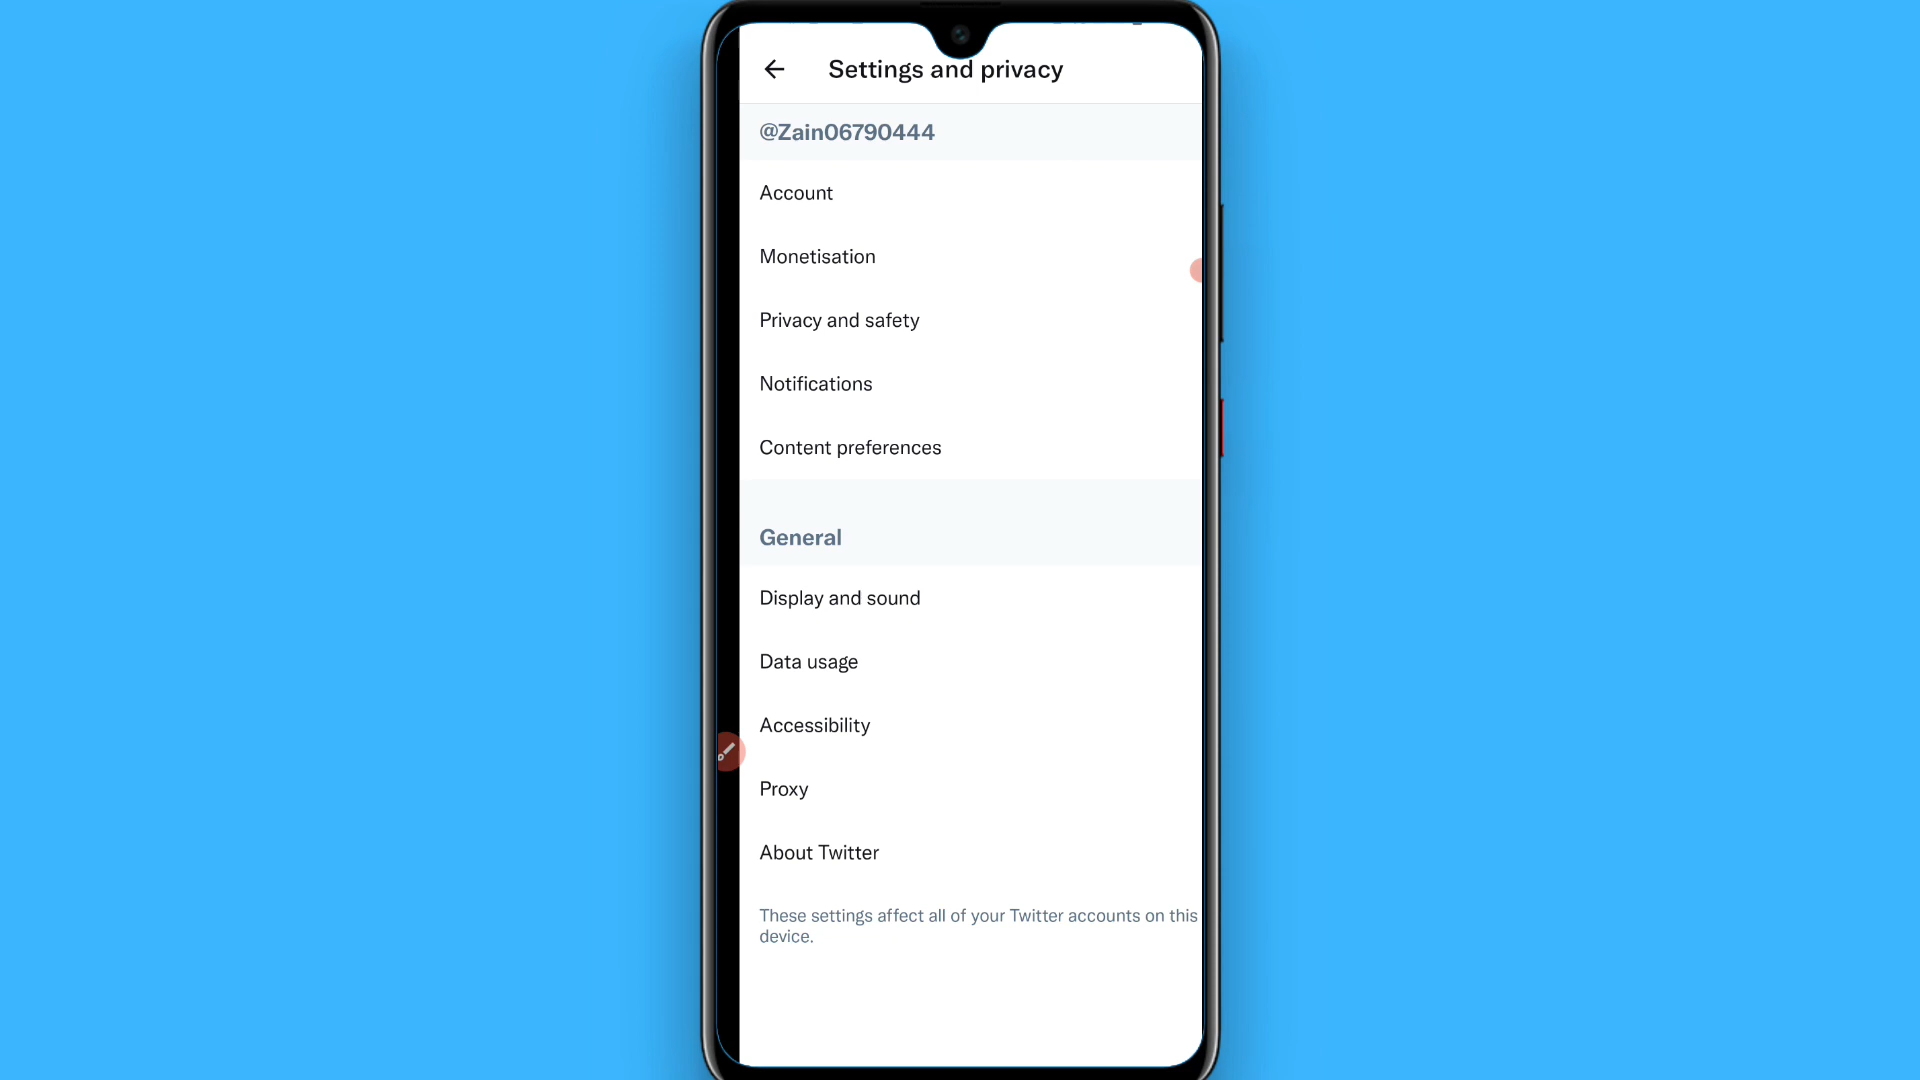 Settings and privacy
@Zain06790444
Account
Monetisation
Privacy and safety
Notifications
Content preferences
General
Display and sound
Data usage
Accessibility
Proxy
About Twitter
These settings affect all of your Twitter accounts on this
device.